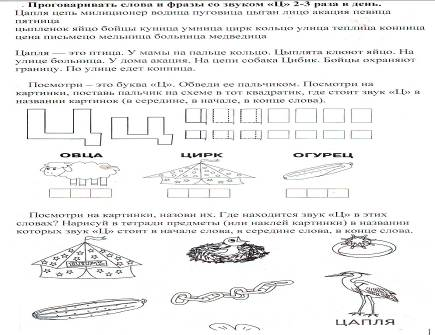 Проговаривать слова и фразы со звуком «Ц» 2-3 раза в день.
Цапля цепь милиционер водица пуговица цыган лицо акация певица
пятница
цыпленок яйцо бойцы куница умница цирк кольцо улица теплица конница
цена письмецо мельница больница медведица
Цапля — это птица. У мамы на пальце кольцо. Цыплята клюют яйцо. На
улице больница. У дома акация. На цепи собака Цибик. Бойцы охраняют
границу. По улице едет конница.
Посмотри – это буква «Ц». Обведи ее пальчиком. Посмотри на
картинки, поставь пальчик на схеме в тот квадратик, где стоит звук «Ц» в
названии картинок (в середине, в начале, в конце слова).
Ц Ц
ОВЦА ЦИРК ОГУРЕЦ
Посмотри на картинки, назови их. Где находится звук «Ц» в этих
словах? Нарисуй в тетради предметы (или наклей картинки) в названии
которых звук «Ц» стоит в начале слова, в середине слова, в конце слова.
ЦАПЛЯ
1